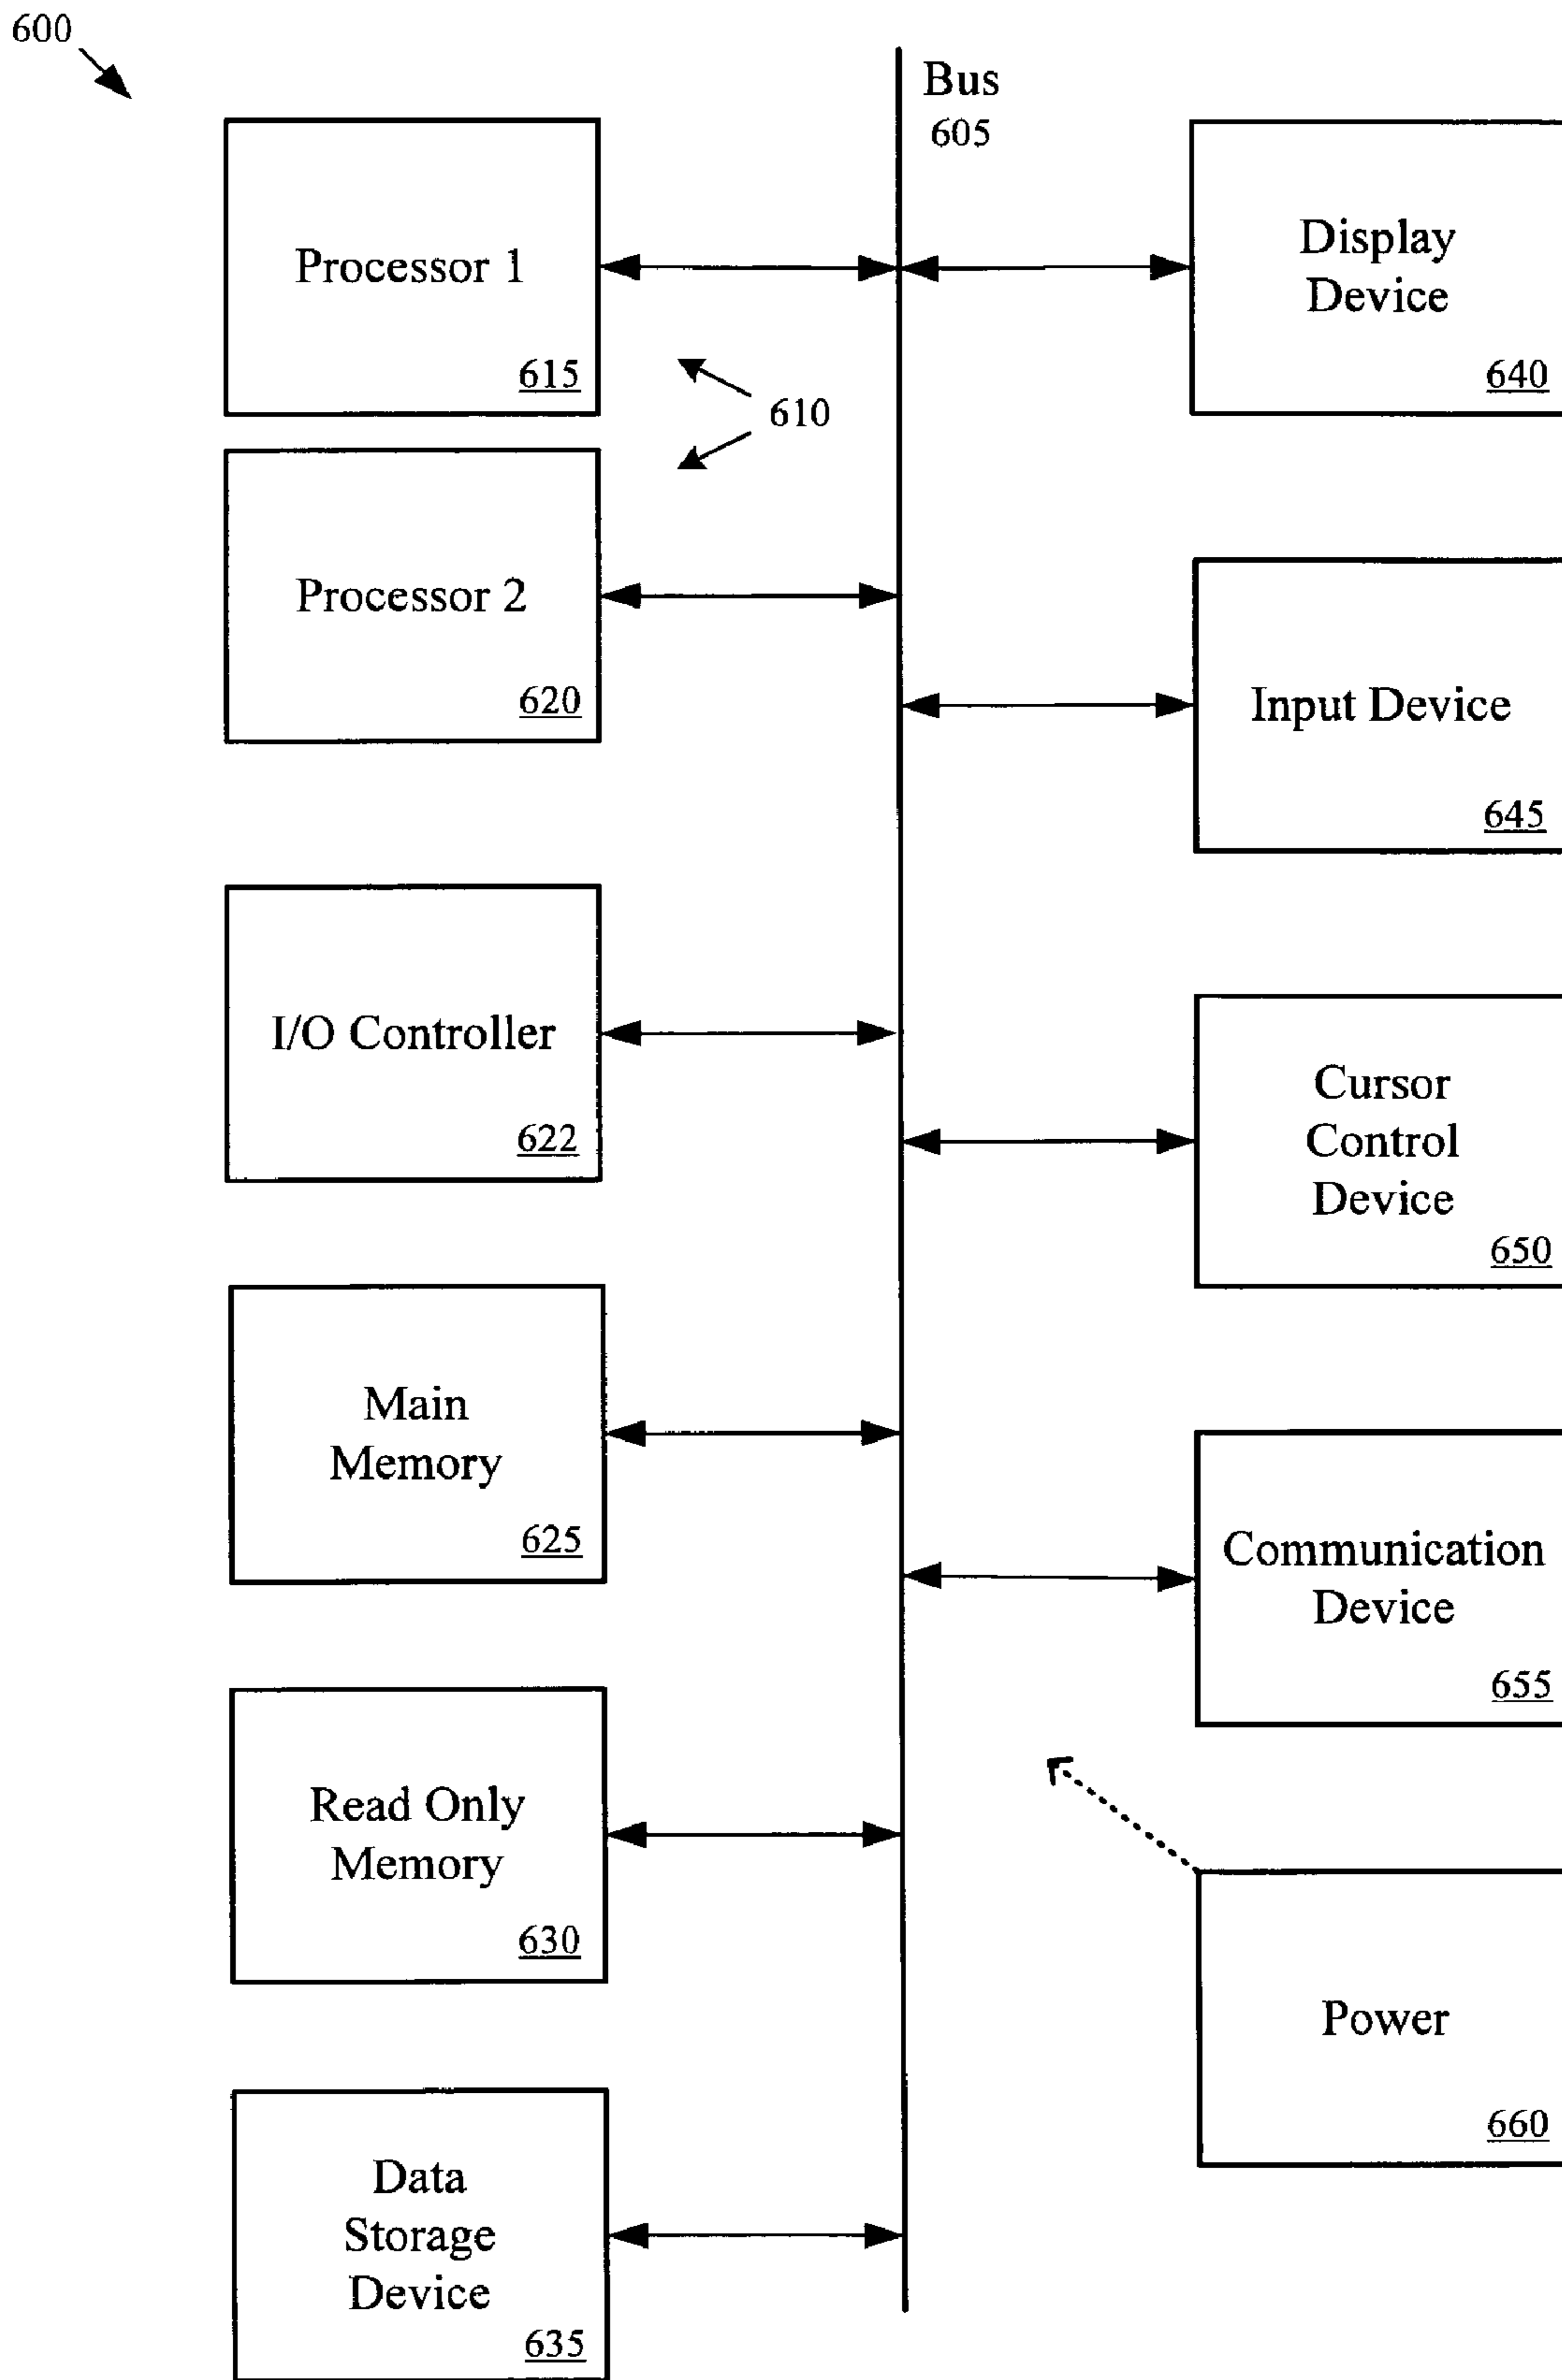 600
Bus
605
Processor 1
615
610
Processor 2
620
I/O Controller
622
Main
Memory
625
Read Only
Memory
630
Data
Storage
Device
635
Display
Device
640
Input Device
645
Cursor
Control
Device
650
Communication
Device
655
Power
660